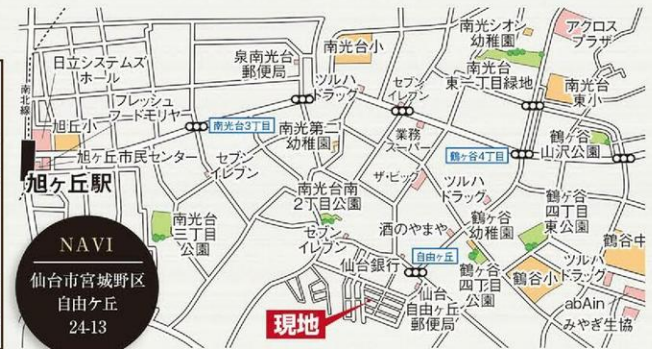 日立システムズ
ホール
南北線
フレッシュ
フードモリヤ
旭丘小
旭ヶ丘市民センター
旭ヶ丘駅
泉南光台
郵便局
南光台小
ツルハ
ドラッグ
南光台3丁目
セブン
イレブン
南光第二
幼稚園
南光台
三丁目
公園
南光台南
2丁目公園
セブン
イレブン
セブン
イレブン
業務
スーパー
ザ・ビッグ
南光シオン
幼稚園
南光台
東二丁目緑地
アクロス
プラザ
南光台
東小
鶴ヶ谷4丁目
鶴ケ谷
山沢公園
ツルハ
ドラッグ
鶴ヶ谷
幼稚園
鶴ケ谷
四丁目
東公園
酒のやまや
自由ヶ丘
仙台銀行
仙台
自由ヶ丘
郵便局
鶴ケ谷
四丁目
公園
鶴谷小
鶴谷中
ツルハ
ドラッグ
abAin
みやぎ生協
現地
NAVI
仙台市宮城野区
自由ケ丘
24-13